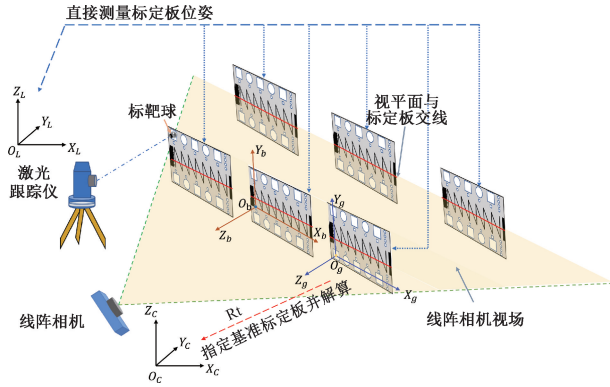 直接测量标定板位姿
Z_L
Y_L
O_L
X_L
标靶球
视平面与
标定板交线
激光
跟踪仪
Y_b
O_b
X_b
Z_b
Y_g
O_g
Z_g
X_g
线阵相机
Rt
指定基准标定板并解算
线阵相机视场
Z_C
Y_C
O_C
X_C